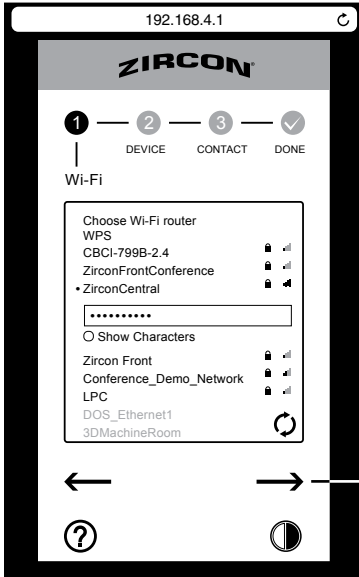 192.168.4.1
ZIRCON
1 2 3
DEVICE CONTACT DONE
Wi-Fi
Choose Wi-Fi router
WPS
CBCI-799B-2.4
ZirconFrontConference
• ZirconCentral
••••••••••
Show Characters
Zircon Front
Conference_Demo_Network
LPC
DOS_Ethernet1
3DMachineRoom
?